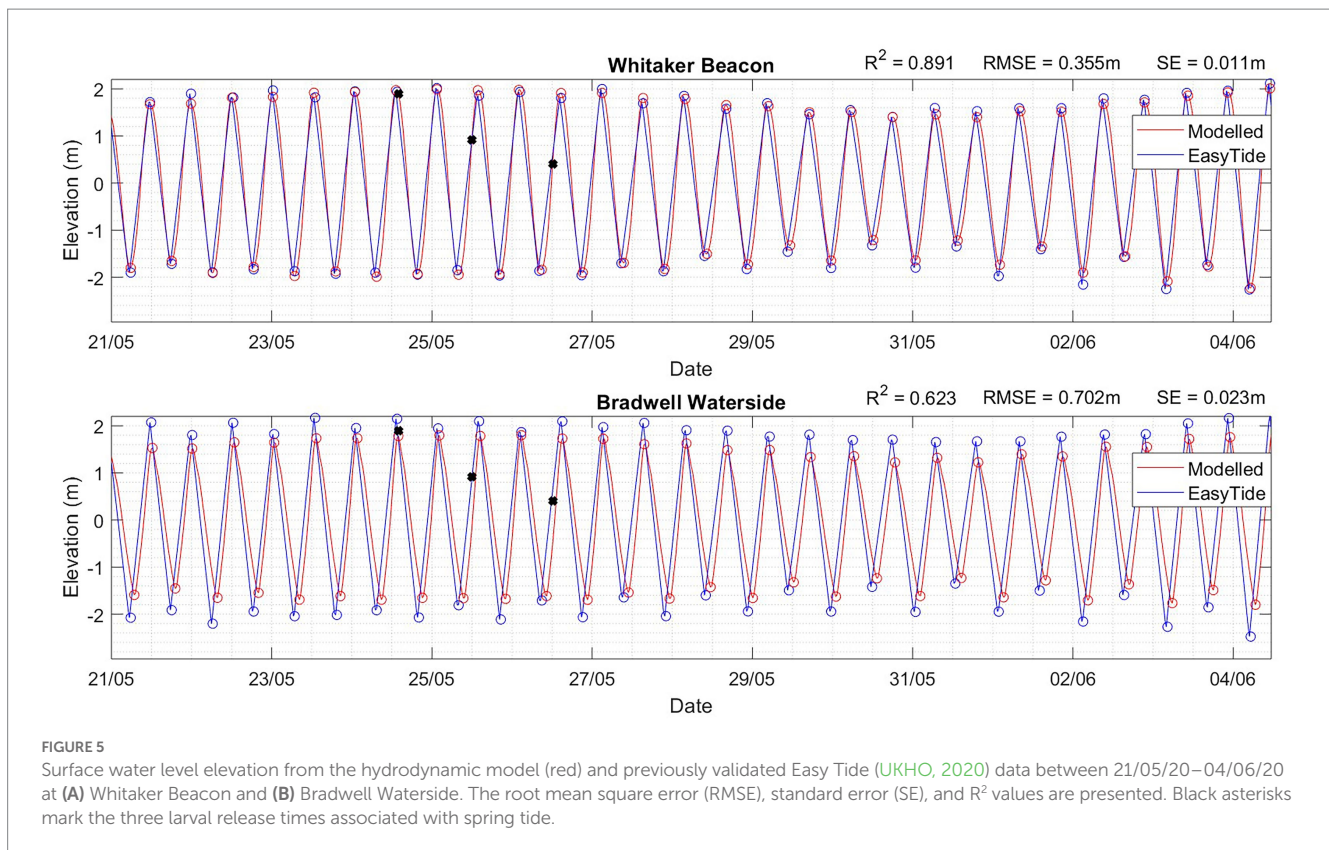 Whitaker Beacon
R² = 0.891 RMSE = 0.355m SE = 0.011m
2
1
0
-1
-2
Elevation (m)
Modelled
EasyTide
21/05 23/05 25/05 27/05 29/05 31/05 02/06 04/06
Date
Bradwell Waterside
R² = 0.623 RMSE = 0.702m SE = 0.023m
2
1
0
-1
-2
Elevation (m)
Modelled
EasyTide
21/05 23/05 25/05 27/05 29/05 31/05 02/06 04/06
Date
FIGURE 5
Surface water level elevation from the hydrodynamic model (red) and previously validated Easy Tide (UKHO, 2020) data between 21/05/20–04/06/20
at (A) Whitaker Beacon and (B) Bradwell Waterside. The root mean square error (RMSE), standard error (SE), and R² values are presented. Black asterisks
mark the three larval release times associated with spring tide.